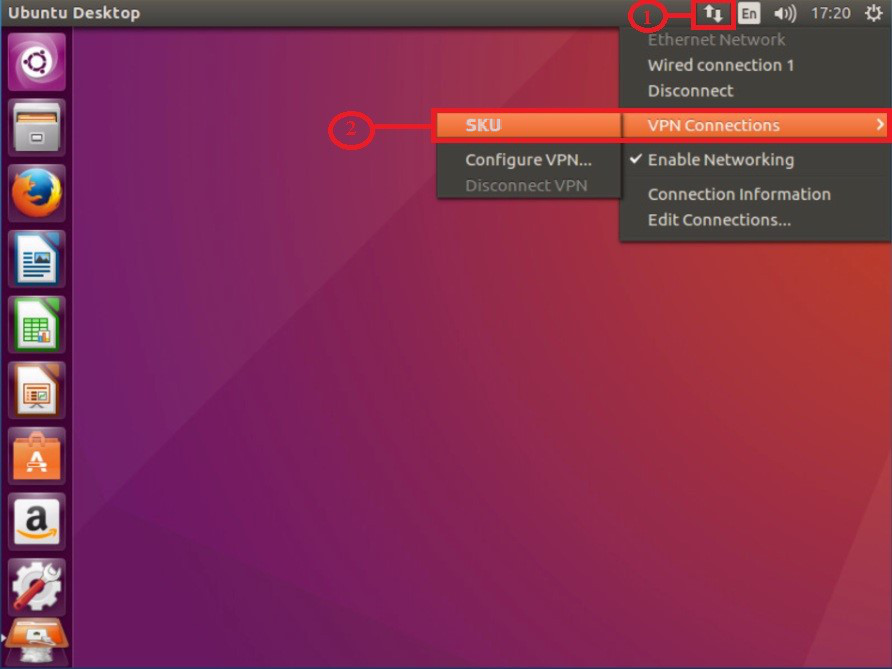 Ubuntu Desktop
1
En
17:20
Ethernet Network
Wired connection 1
Disconnect
2
SKU
VPN Connections
Configure VPN...
Enable Networking
Disconnect VPN
Connection Information
Edit Connections...
a